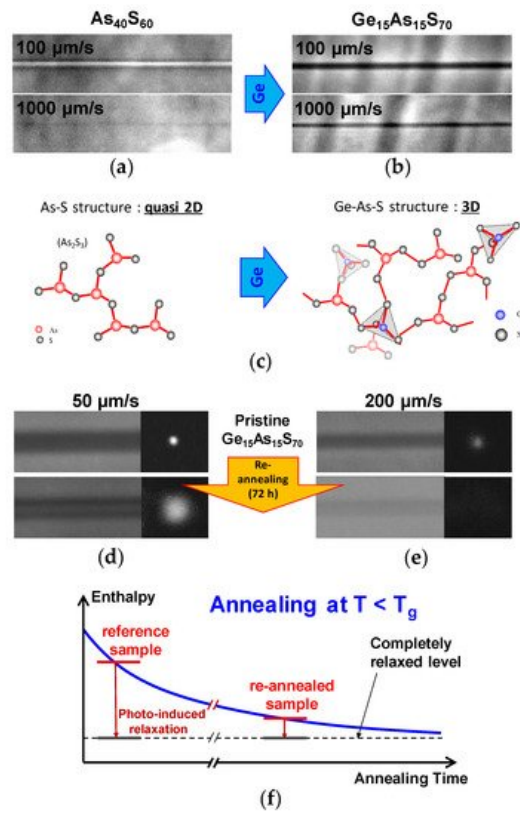 As₄₀S₆₀
Ge₁₅As₁₅S₇₀
100 µm/s
100 µm/s
Ge
1000 µm/s
1000 µm/s
(a)
(b)
As-S structure : quasi 2D
Ge-As-S structure : 3D
(As₂S₃)
Ge
As
S
(c)
50 µm/s
200 µm/s
Pristine
Ge₁₅As₁₅S₇₀
Re-
annealing
(72 h)
(d)
(e)
Enthalpy
Annealing at T < Tg
reference
sample
Completely
relaxed level
re-annealed
sample
Photo-induced
relaxation
Annealing Time
(f)